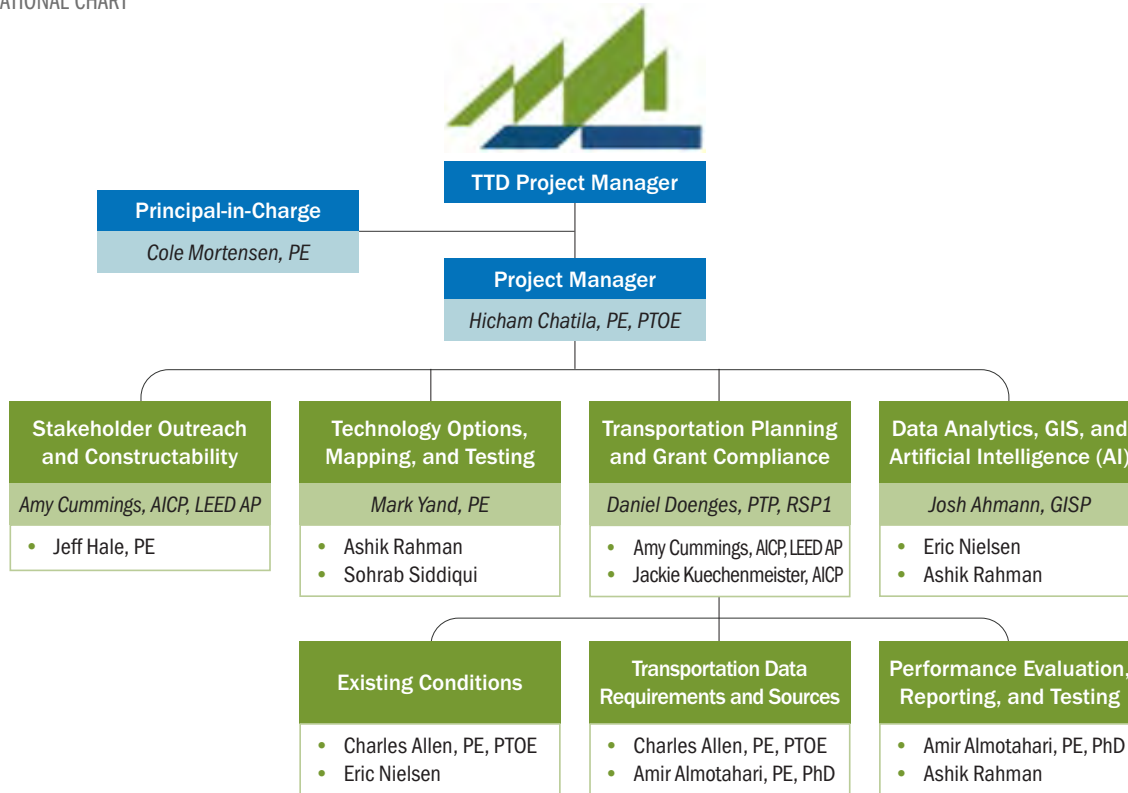 ATIONAL CHART
TTD Project Manager
Principal-in-Charge
Cole Mortensen, PE
Project Manager
Hicham Chatila, PE, PTOE
Stakeholder Outreach
and Constructability
Amy Cummings, AICP, LEED AP
• Jeff Hale, PE
Technology Options,
Mapping, and Testing
Mark Yand, PE
• Ashik Rahman
• Sohrab Siddiqui
Transportation Planning
and Grant Compliance
Daniel Doenges, PTP, RSP1
• Amy Cummings, AICP, LEED AP
• Jackie Kuechenmeister, AICP
Data Analytics, GIS, and
Artificial Intelligence (AI)
Josh Ahmann, GISP
• Eric Nielsen
• Ashik Rahman
Existing Conditions
• Charles Allen, PE, PTOE
• Eric Nielsen
Transportation Data
Requirements and Sources
• Charles Allen, PE, PTOE
• Amir Almotahari, PE, PhD
Performance Evaluation,
Reporting, and Testing
• Amir Almotahari, PE, PhD
• Ashik Rahman